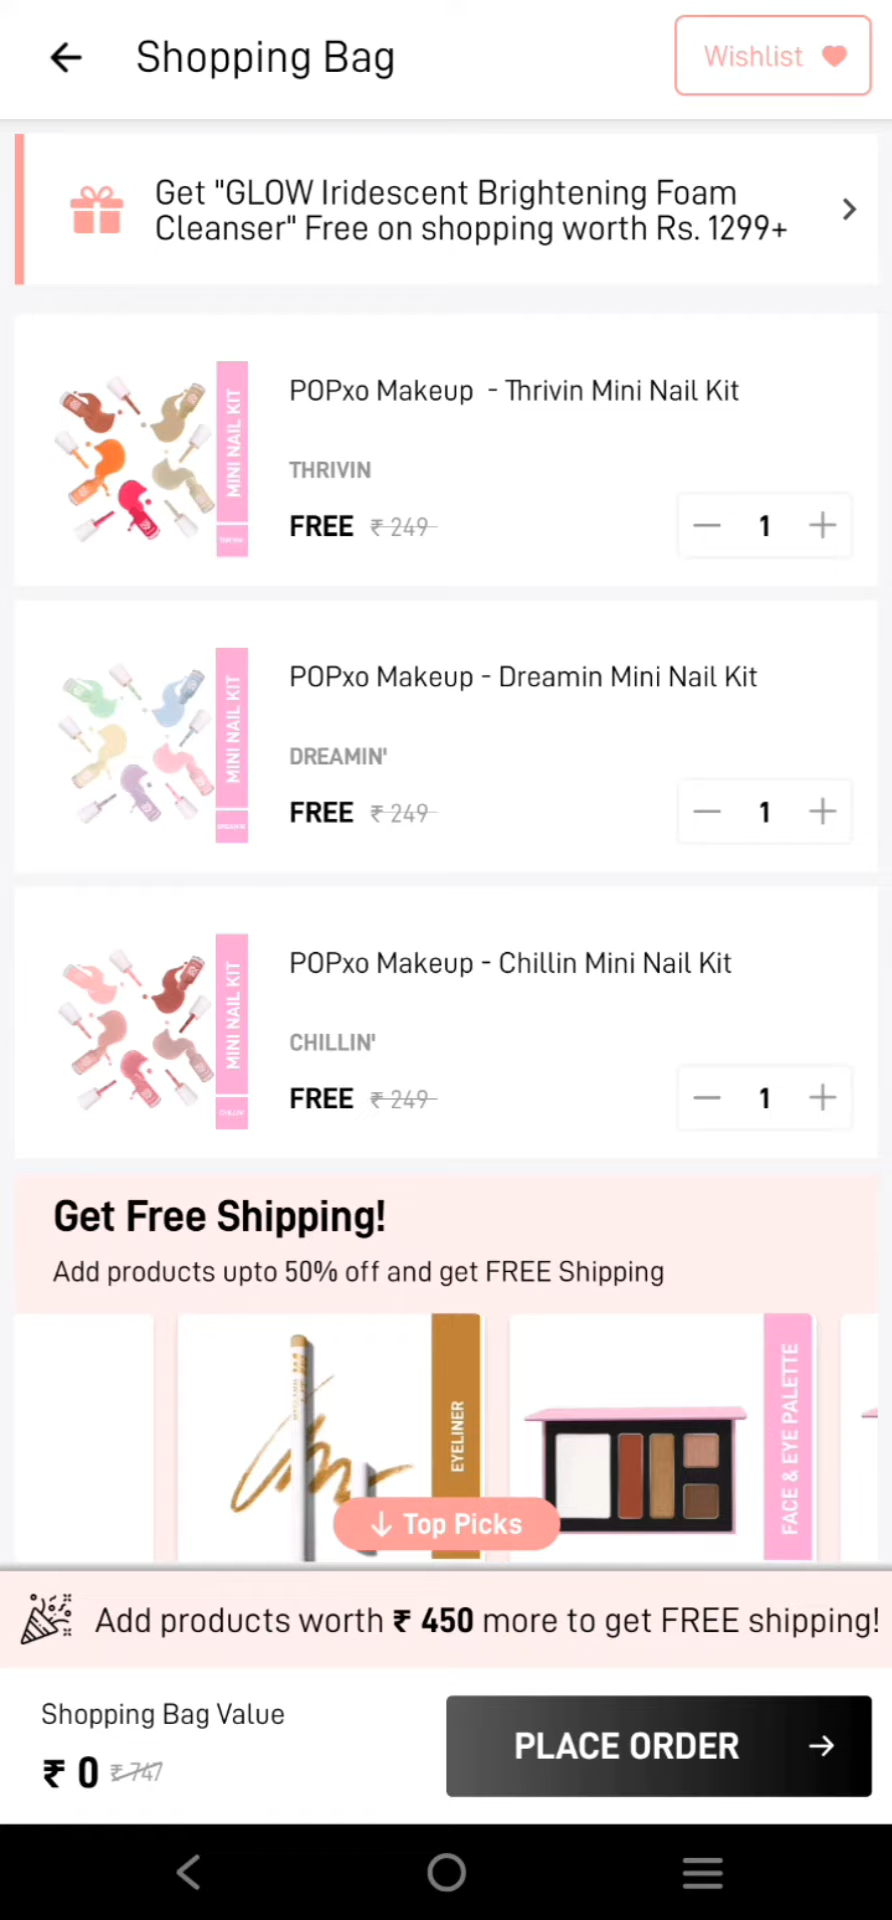 Shopping Bag
Wishlist
Get "GLOW Iridescent Brightening Foam
Cleanser" Free on shopping worth Rs. 1299+
MINI NAIL KIT
THRIVIN
POPxo Makeup - Thrivin Mini Nail Kit
THRIVIN
FREE ₹ 249
1
MINI NAIL KIT
DREAMIN'
POPxo Makeup - Dreamin Mini Nail Kit
DREAMIN'
FREE ₹ 249
1
MINI NAIL KIT
CHILLIN'
POPxo Makeup - Chillin Mini Nail Kit
CHILLIN'
FREE ₹ 249
1
Get Free Shipping!
Add products upto 50% off and get FREE Shipping
EYELINER
FACE & EYE PALETTE
Top Picks
Add products worth ₹ 450 more to get FREE shipping!
Shopping Bag Value
₹ 0 ₹ 747
PLACE ORDER